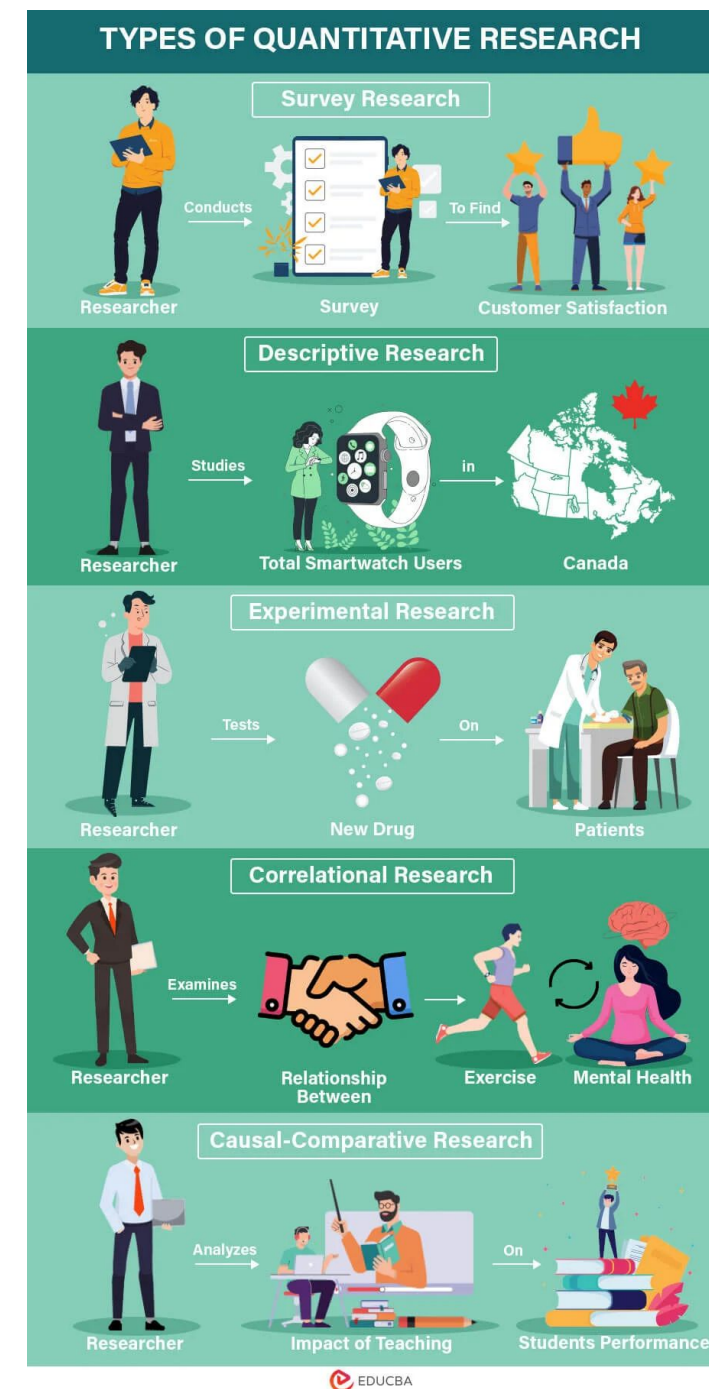 TYPES OF QUANTITATIVE RESEARCH
Survey Research
Conducts
To Find
Researcher
Survey
Customer Satisfaction
Descriptive Research
Studies
in
Researcher
Total Smartwatch Users
Canada
Experimental Research
Tests
On
Researcher
New Drug
Patients
Correlational Research
Examines
Researcher
Relationship
Between
Exercise
Mental Health
Causal-Comparative Research
Analyzes
On
Researcher
Impact of Teaching
Students Performance
EDUCBA